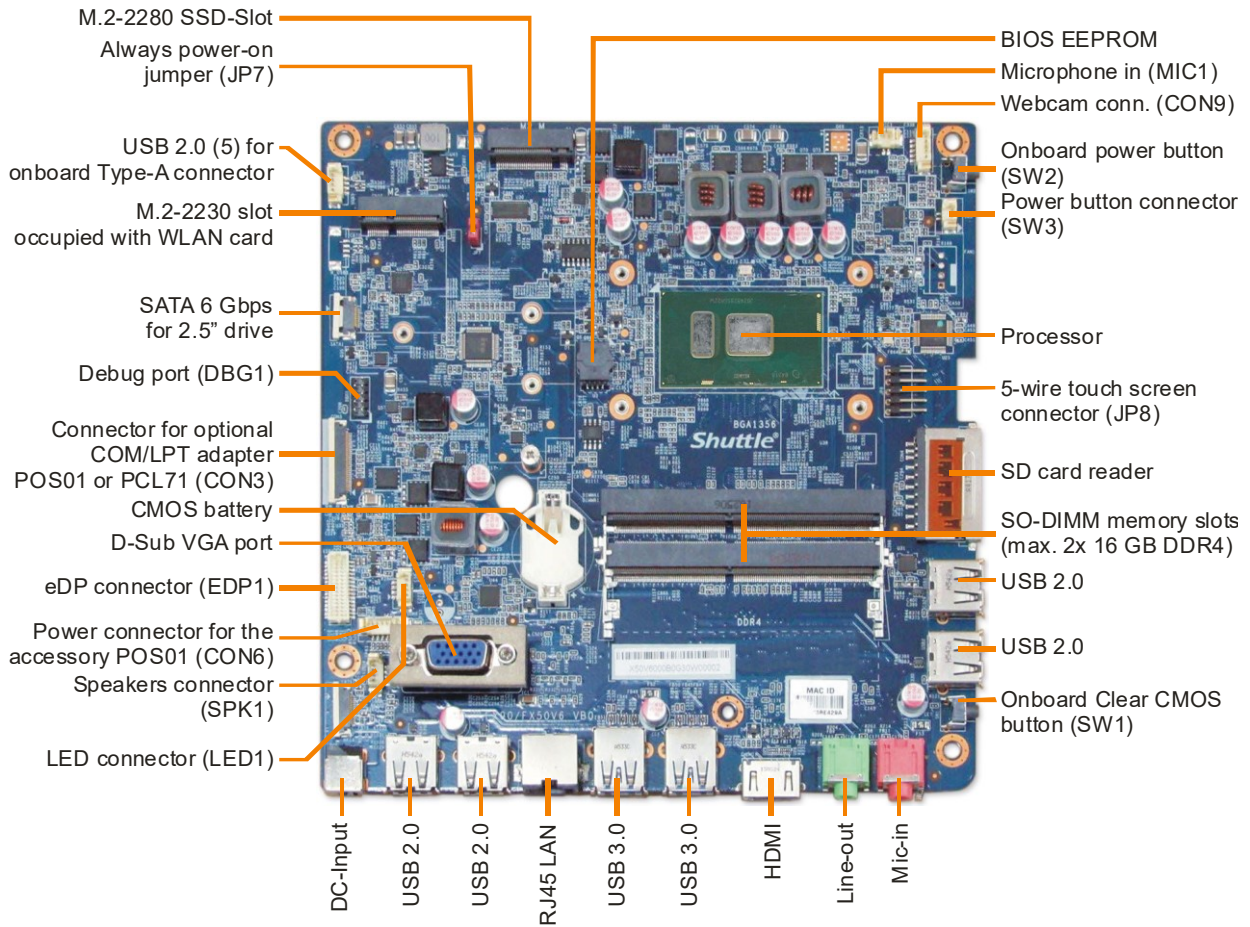 M.2-2280 SSD-Slot
Always power-on
jumper (JP7)
USB 2.0 (5) for
onboard Type-A connector
M.2-2230 slot
occupied with WLAN card
SATA 6 Gbps
for 2.5” drive
Debug port (DBG1)
Connector for optional
COM/LPT adapter
POS01 or PCL71 (CON3)
CMOS battery
D-Sub VGA port
eDP connector (EDP1)
Power connector for the
accessory POS01 (CON6)
Speakers connector
(SPK1)
LED connector (LED1)
BIOS EEPROM
Microphone in (MIC1)
Webcam conn. (CON9)
Onboard power button
(SW2)
Power button connector
(SW3)
Processor
5-wire touch screen
connector (JP8)
SD card reader
SO-DIMM memory slots
(max. 2x 16 GB DDR4)
USB 2.0
USB 2.0
Onboard Clear CMOS
button (SW1)
BGA1356
Shuttle
DDR4
MAC ID
DC-Input
USB 2.0
USB 2.0
RJ45 LAN
USB 3.0
USB 3.0
HDMI
Line-out
Mic-in